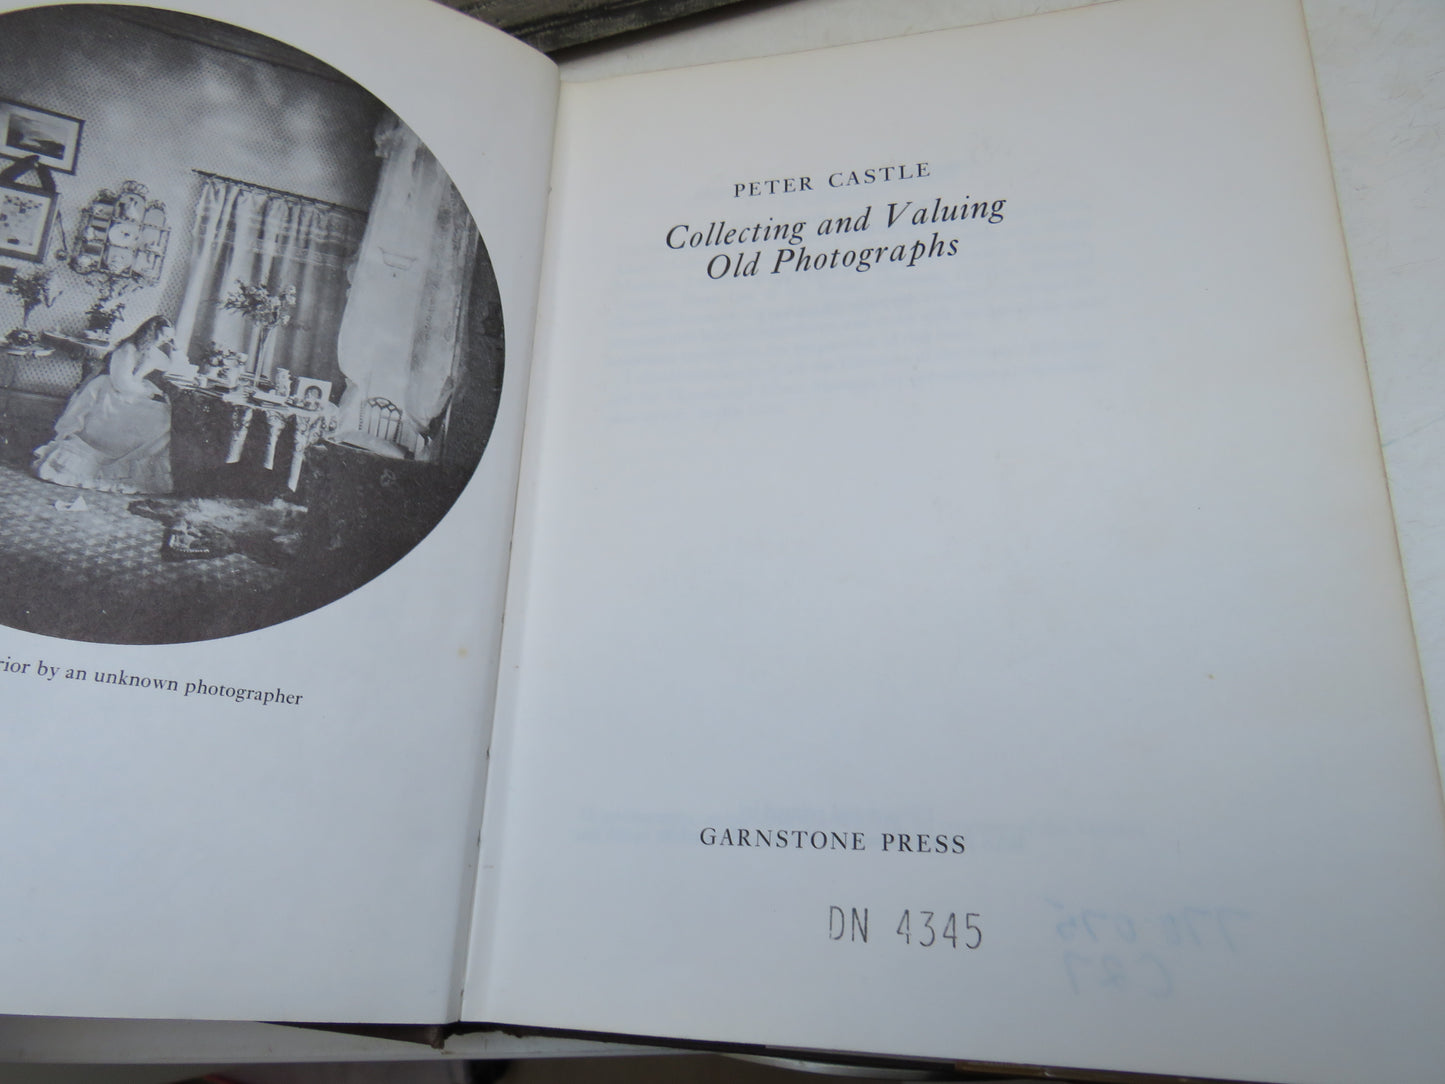 rior by an unknown photographer
PETER CASTLE
Collecting and Valuing
Old Photographs
GARNSTONE PRESS
DN 4345